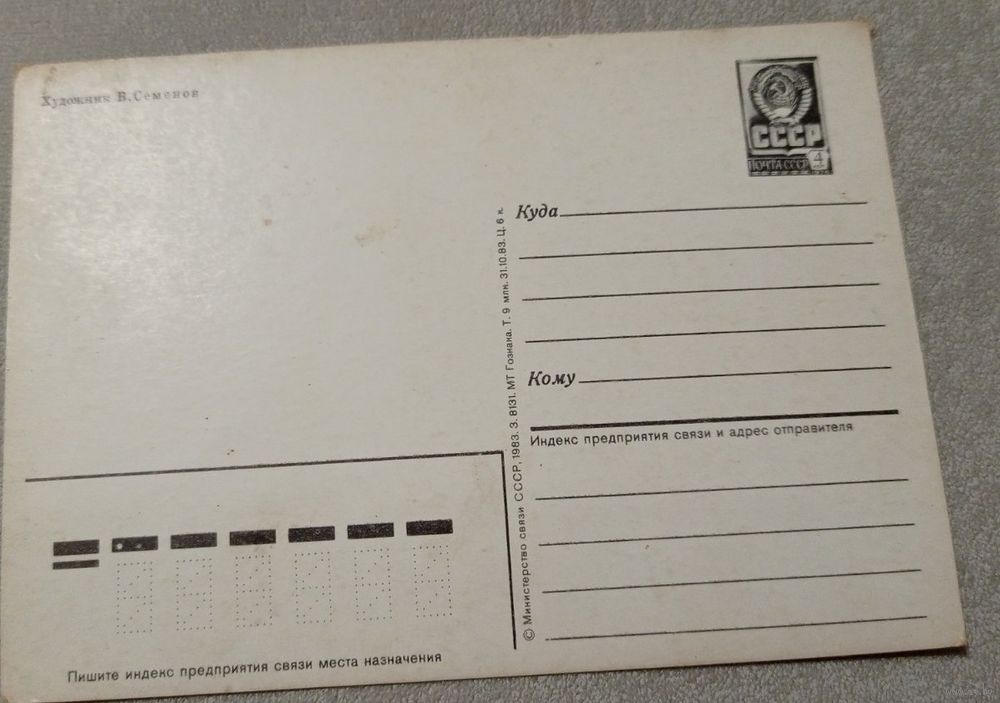 Художник В. Семенов
СССР
ПОЧТА СССР
4
Куда
Кому
Индекс предприятия связи и адрес отправителя
© Министерство связи СССР, 1983. З. 8131. МТ Гознака. Т. 9 млн. 31.10.83. Ц. 6 к.
Пишите индекс предприятия связи места назначения